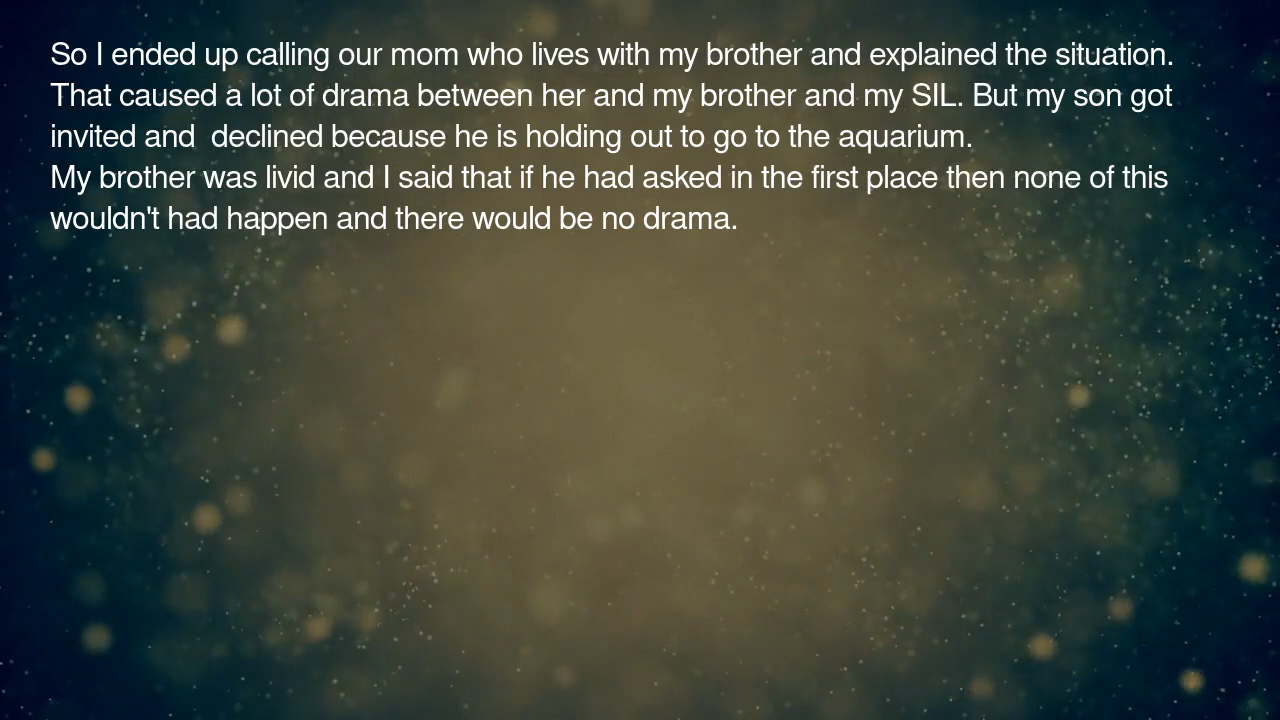 So I ended up calling our mom who lives with my brother and explained the situation.
That caused a lot of drama between her and my brother and my SIL. But my son got
invited and  declined because he is holding out to go to the aquarium.
My brother was livid and I said that if he had asked in the first place then none of this
wouldn't had happen and there would be no drama.